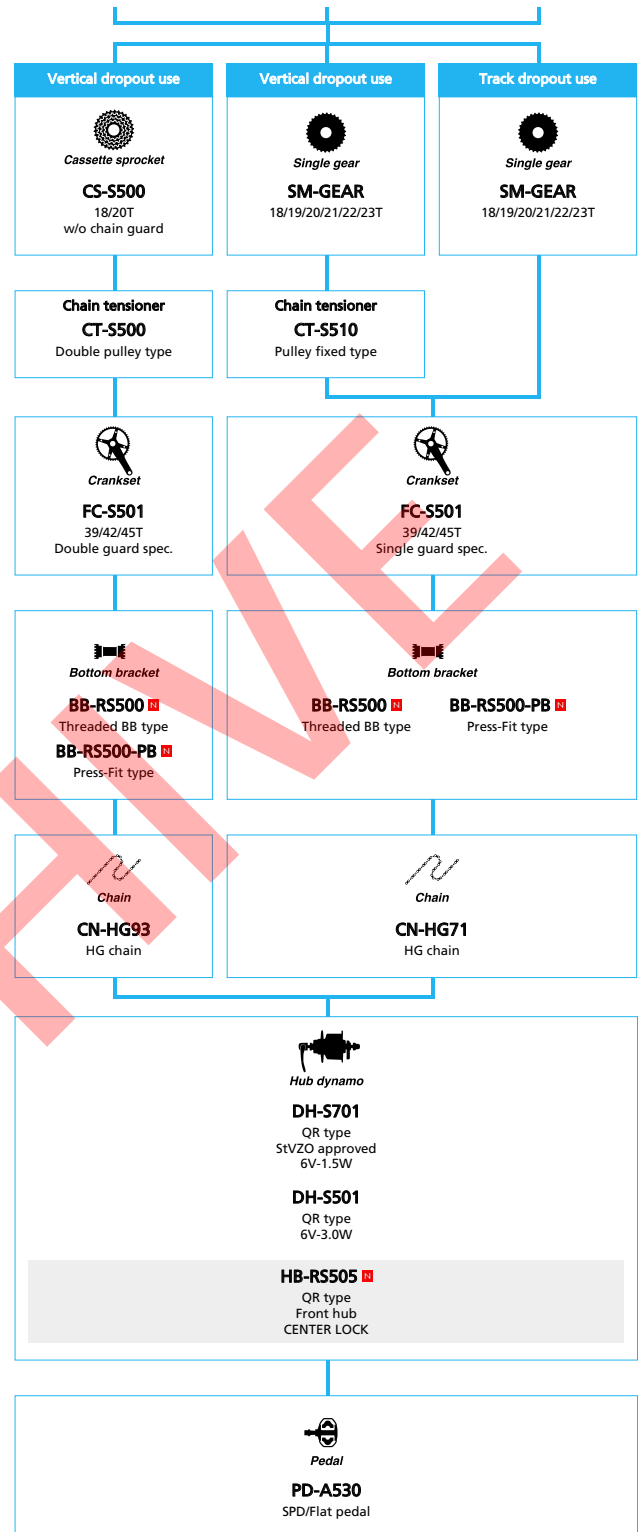 Vertical dropout use
Vertical dropout use
Track dropout use
Cassette sprocket
CS-S500
18/20T
w/o chain guard
Single gear
SM-GEAR
18/19/20/21/22/23T
Single gear
SM-GEAR
18/19/20/21/22/23T
Chain tensioner
CT-S500
Double pulley type
Chain tensioner
CT-S510
Pulley fixed type
Crankset
FC-S501
39/42/45T
Double guard spec.
Crankset
FC-S501
39/42/45T
Single guard spec.
Bottom bracket
BB-RS500 N
Threaded BB type
BB-RS500-PB N
Press-Fit type
Bottom bracket
BB-RS500 N
Threaded BB type
BB-RS500-PB N
Press-Fit type
Chain
CN-HG93
HG chain
Chain
CN-HG71
HG chain
Hub dynamo
DH-S701
QR type
StVZO approved
6V-1.5W
DH-S501
QR type
6V-3.0W
HB-RS505 N
QR type
Front hub
CENTER LOCK
Pedal
PD-A530
SPD/Flat pedal
HIVE